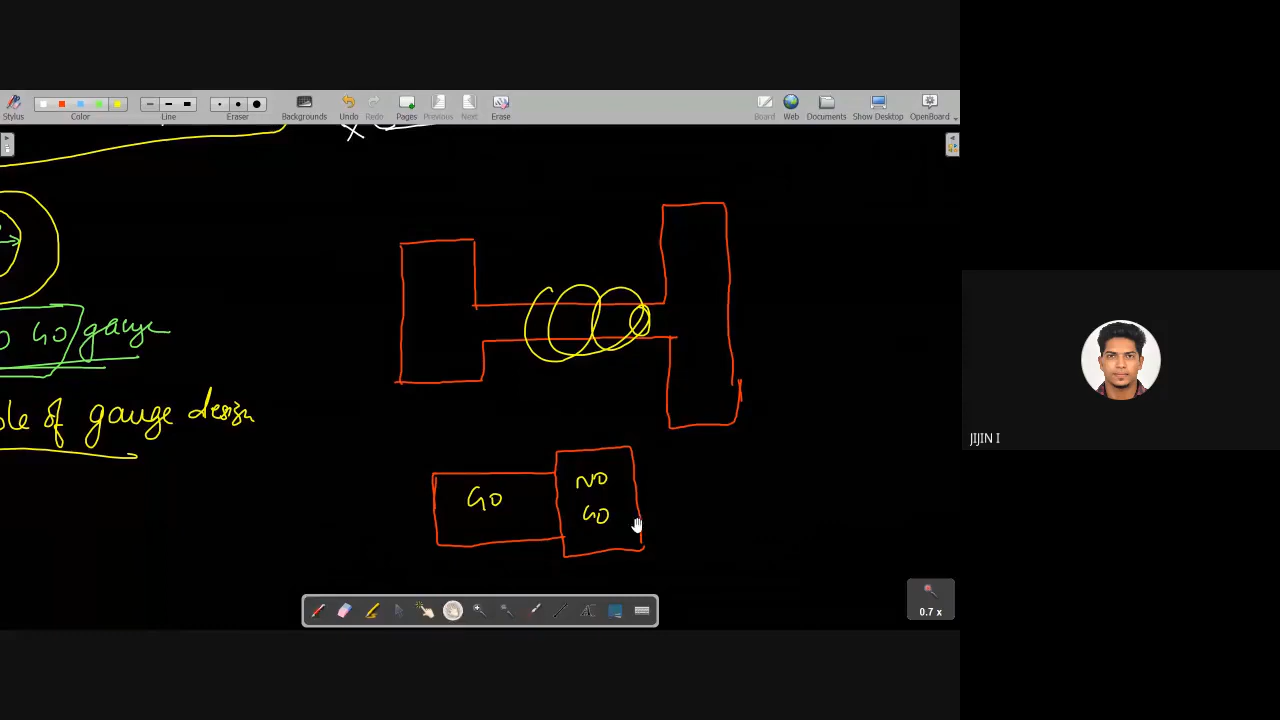 Stylus Color Line Eraser Backgrounds Undo Redo Pages Previous Next Erase Board Web Documents Show Desktop OpenBoard
GO gauge
of gauge design
GO
NO
GO
0.7 x
JIJIN I